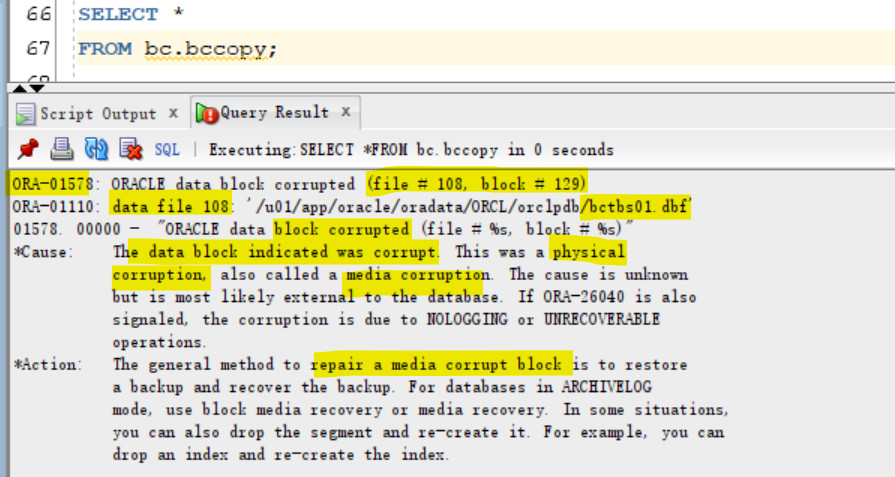 66 SELECT *
67 FROM bc.bccopy;
68
Script Output x Query Result x
SQL | Executing:SELECT *FROM bc.bccopy in 0 seconds
ORA-01578: ORACLE data block corrupted (file # 108, block # 129)
ORA-01110: data file 108: '/u01/app/oracle/oradata/ORCL/orclpdb/bctbs01.dbf'
01578. 00000 - "ORACLE data block corrupted (file # %s, block # %s)"
*Cause: The data block indicated was corrupt. This was a physical
corruption, also called a media corruption. The cause is unknown
but is most likely external to the database. If ORA-26040 is also
signaled, the corruption is due to NOLOGGING or UNRECOVERABLE
operations.
*Action: The general method to repair a media corrupt block is to restore
a backup and recover the backup. For databases in ARCHIVELOG
mode, use block media recovery or media recovery. In some situations,
you can also drop the segment and re-create it. For example, you can
drop an index and re-create the index.